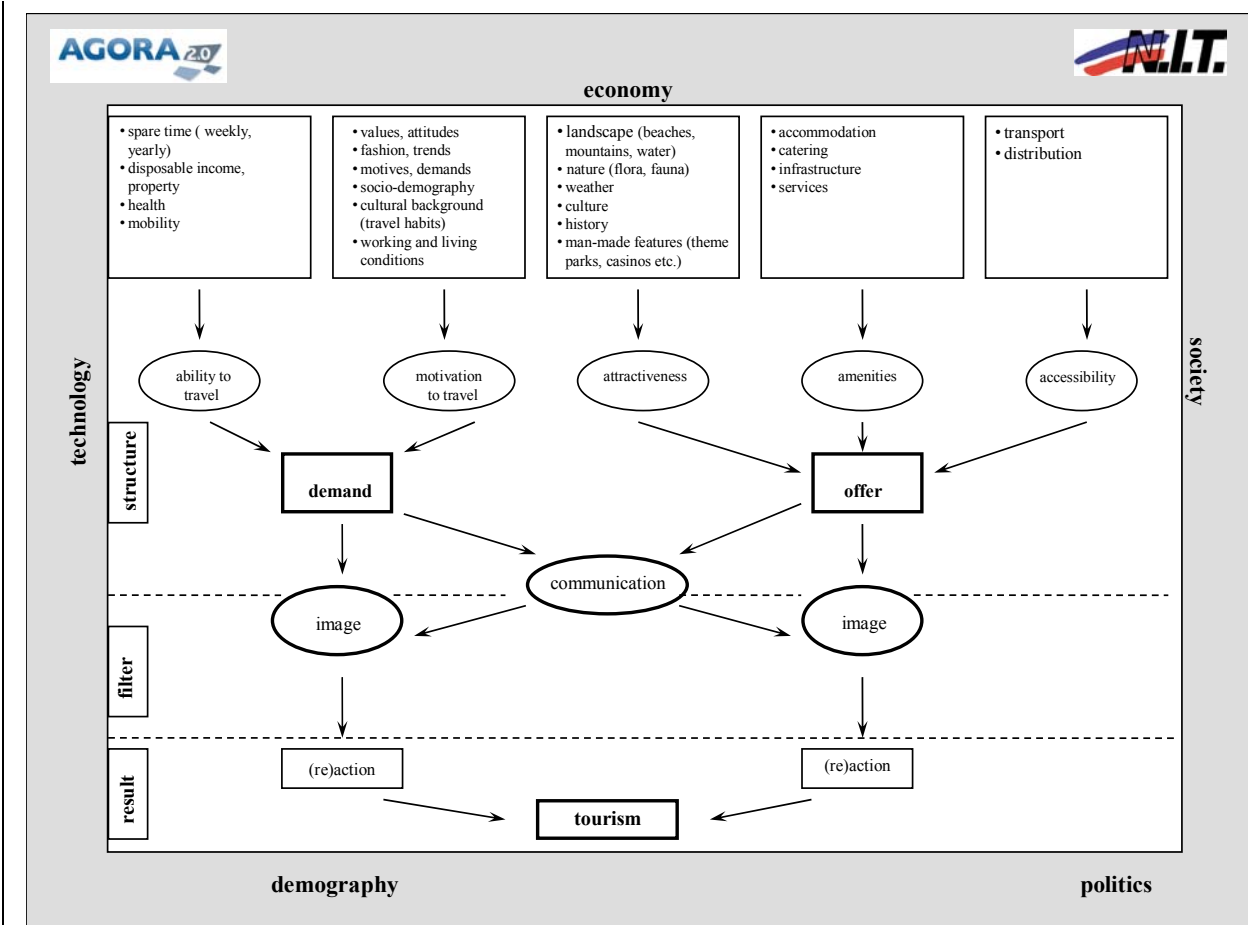 AGORA 2.0
N.I.T.
economy
• spare time ( weekly,
yearly)
• disposable income,
property
• health
• mobility
• values, attitudes
• fashion, trends
• motives, demands
• socio-demography
• cultural background
(travel habits)
• working and living
conditions
• landscape (beaches,
mountains, water)
• nature (flora, fauna)
• weather
• culture
• history
• man-made features (theme
parks, casinos etc.)
• accommodation
• catering
• infrastructure
• services
• transport
• distribution
technology
society
ability to
travel
motivation
to travel
attractiveness
amenities
accessibility
structure
demand
offer
communication
image
image
filter
(re)action
(re)action
result
tourism
demography
politics